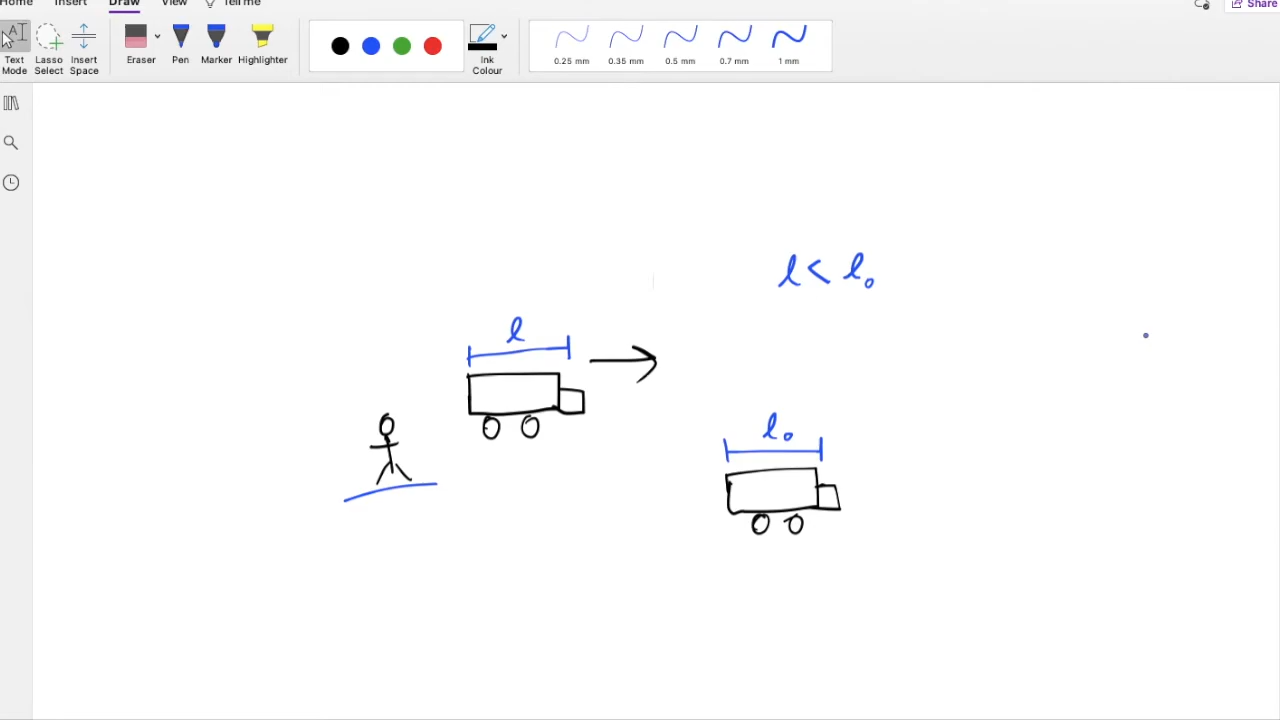 Home Insert Draw View Tell me Share
Text Mode
Lasso Select
Insert Space
Eraser
Pen
Marker
Highlighter
Ink Colour
0.25 mm
0.35 mm
0.5 mm
0.7 mm
1 mm
l < l₀
l
l₀